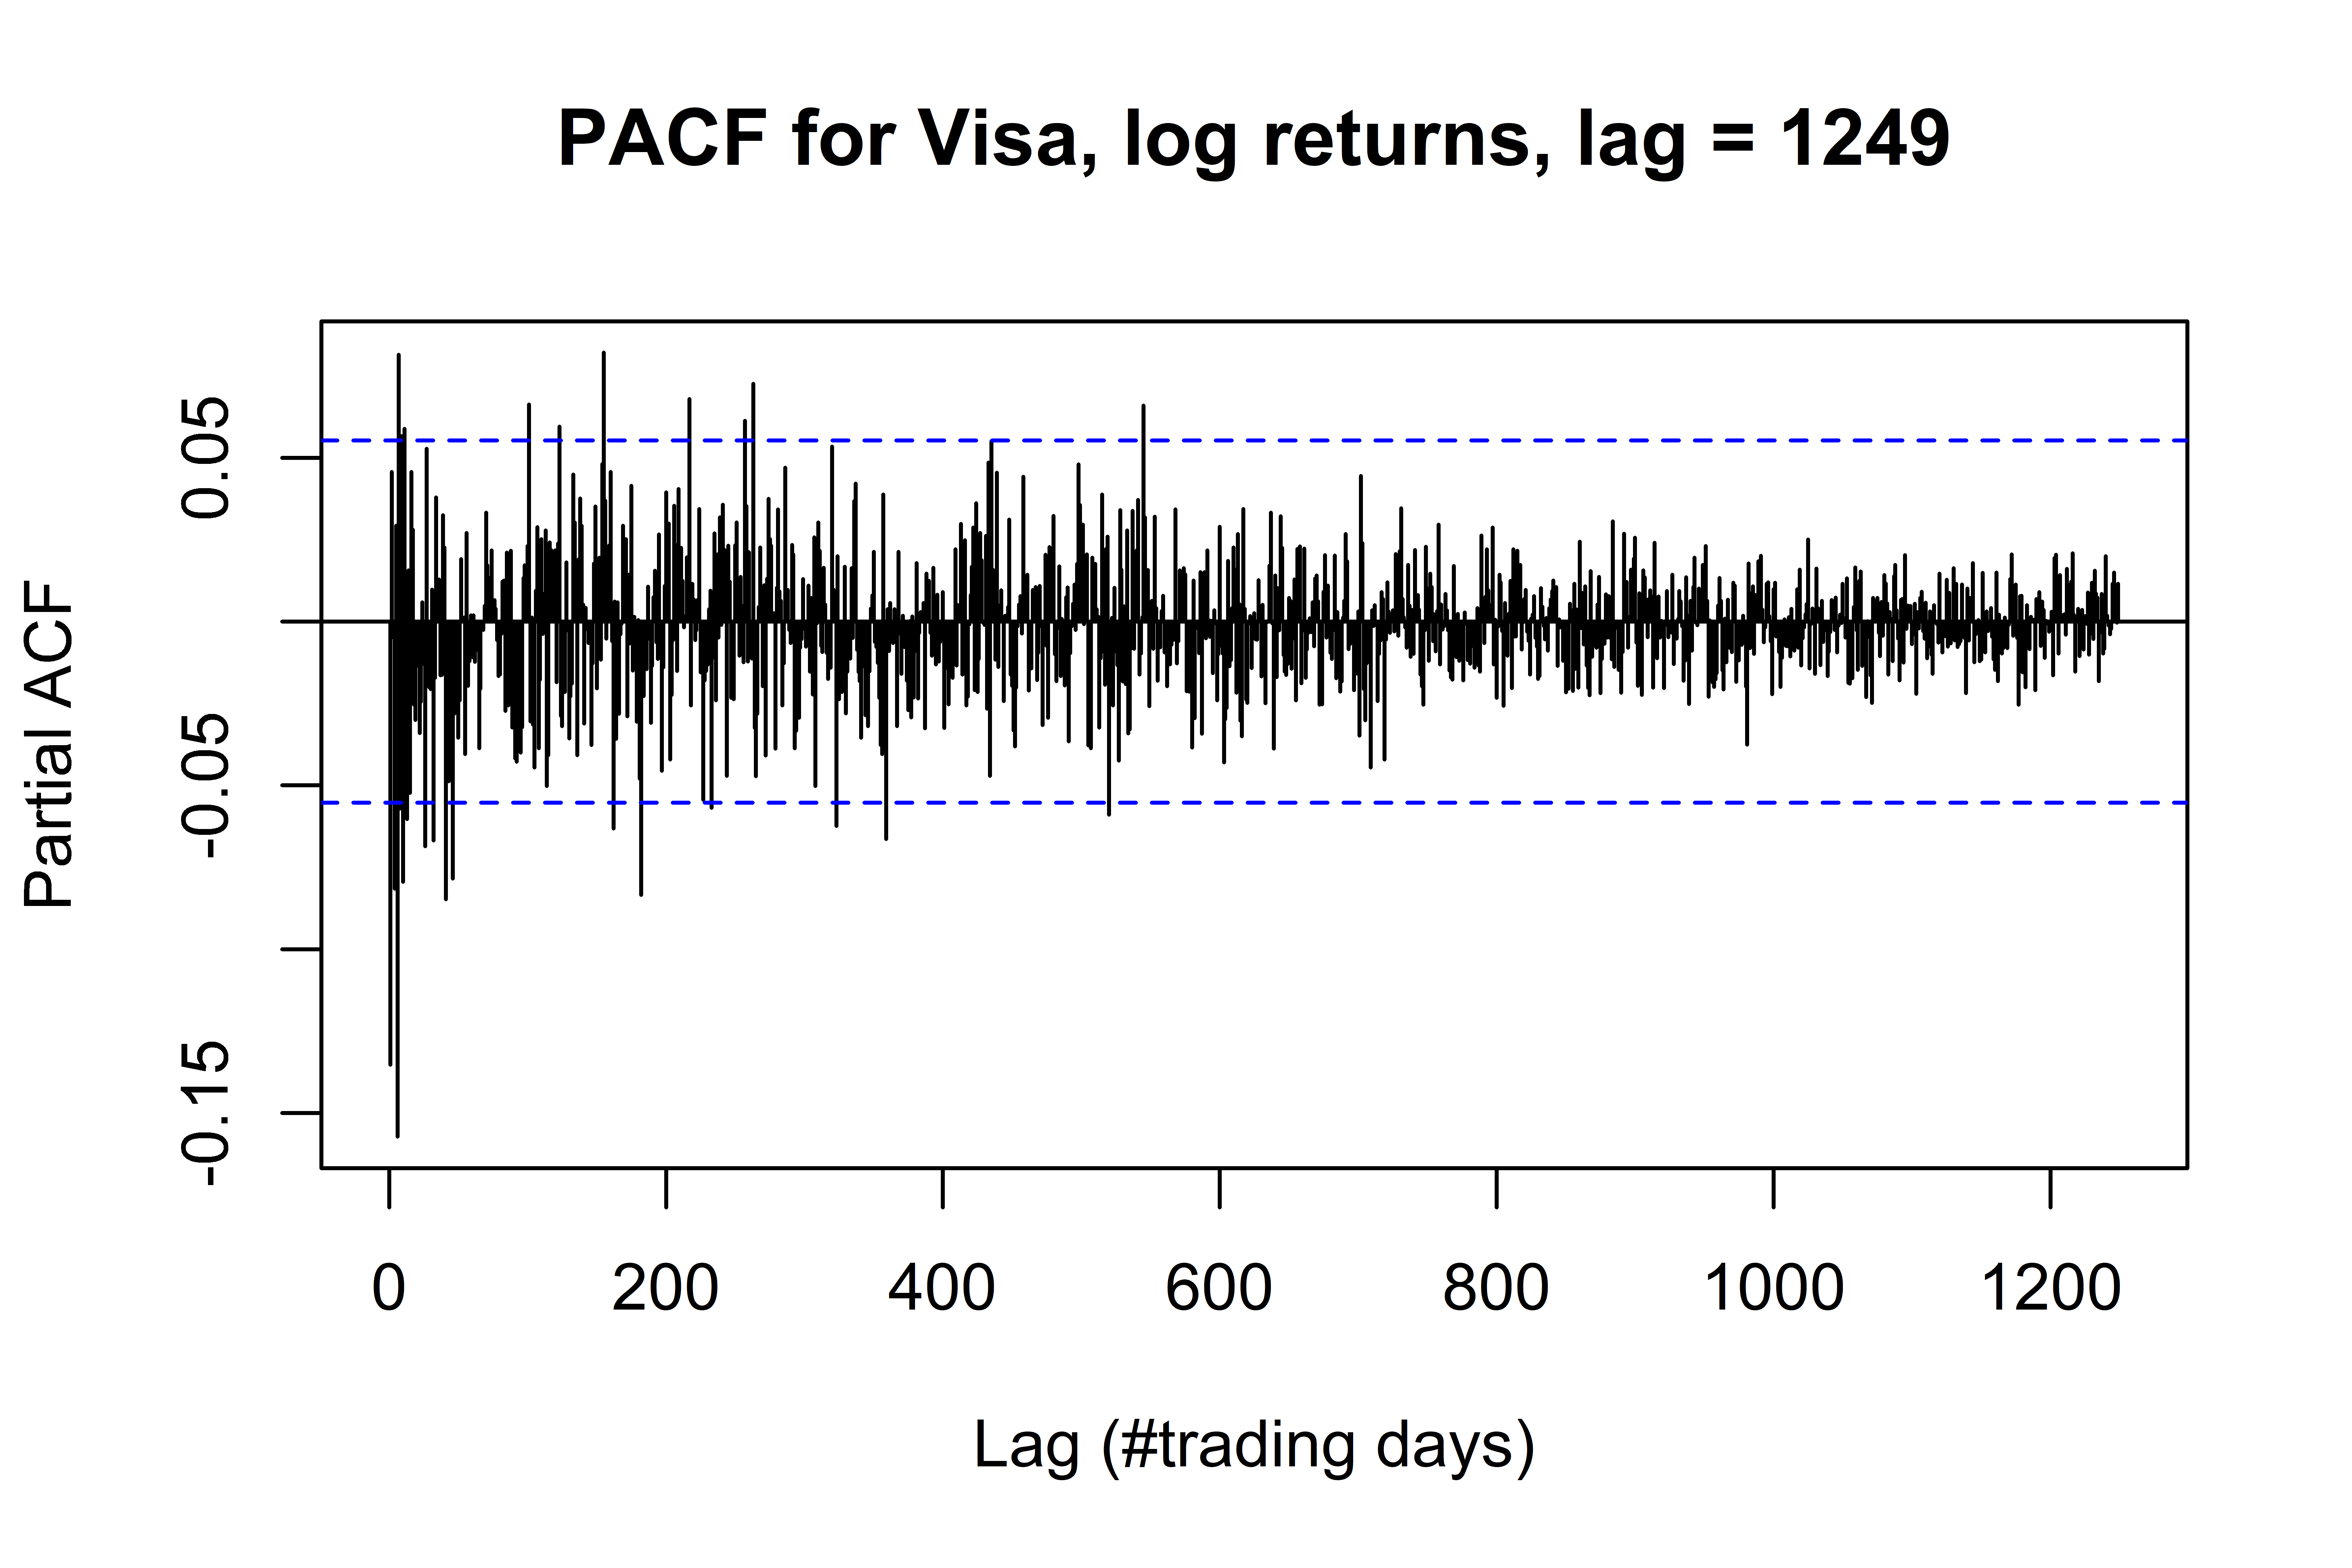 PACF for Visa, log returns, lag = 1249
Partial ACF
0.05
-0.05
-0.15
0 200 400 600 800 1000 1200
Lag (#trading days)